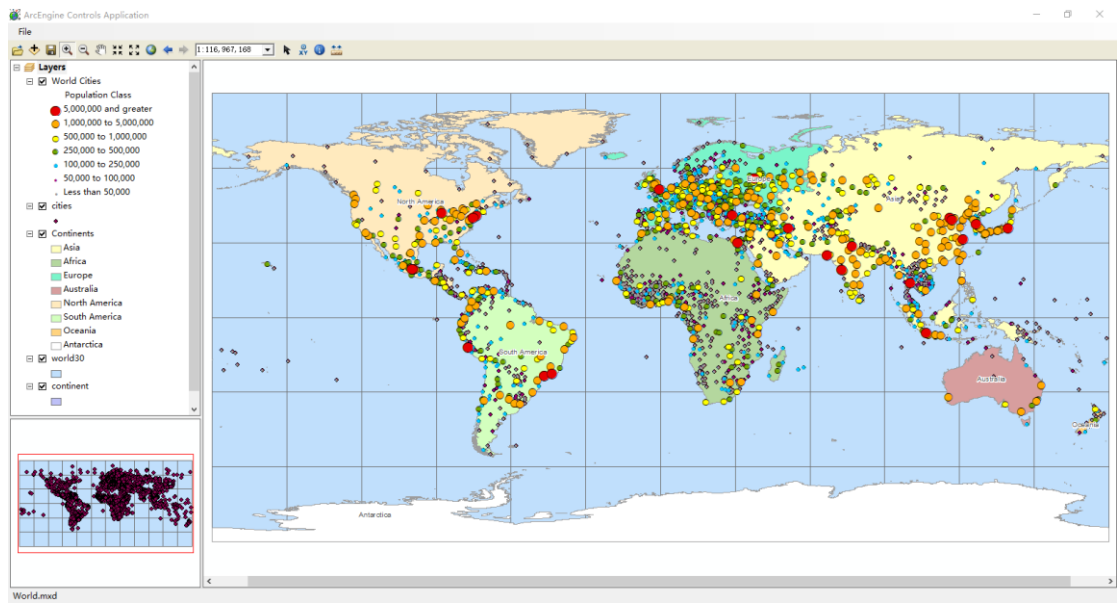 ArcEngine Controls Application
File
1:116,967,168
Layers
World Cities
Population Class
5,000,000 and greater
1,000,000 to 5,000,000
500,000 to 1,000,000
250,000 to 500,000
100,000 to 250,000
50,000 to 100,000
Less than 50,000
cities
Continents
Asia
Africa
Europe
Australia
North America
South America
Oceania
Antarctica
world30
continent
North America
Europe
Asia
Africa
South America
Australia
Oceania
Antarctica
World.mxd